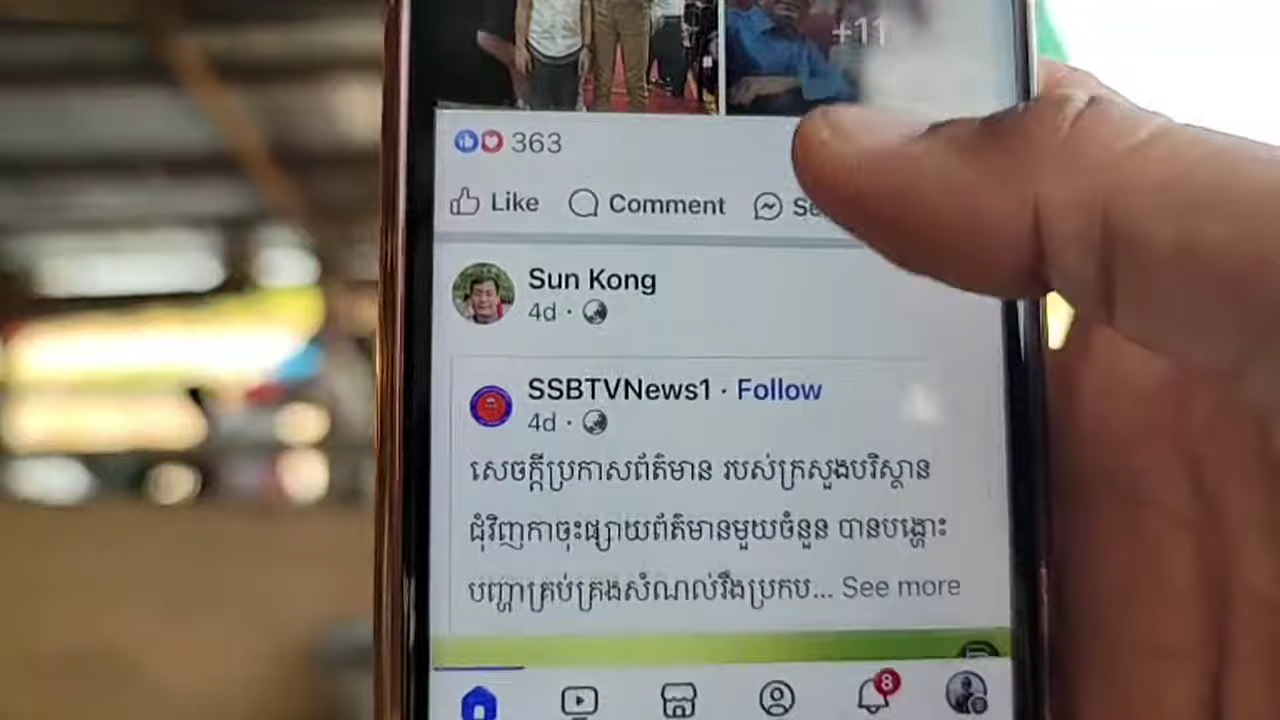 +11
363
Like Comment
Sun Kong
4d ·
SSBTVNews1 · Follow
4d ·
សេចក្តីប្រកាសព័ត៌មាន របស់ក្រសួងបរិស្ថាន
ជុំវិញការចុះផ្សាយព័ត៌មានមួយចំនួន បានបង្ហោះ
បញ្ហាគ្រប់គ្រងសំណល់រឹងប្រកប... See more
8